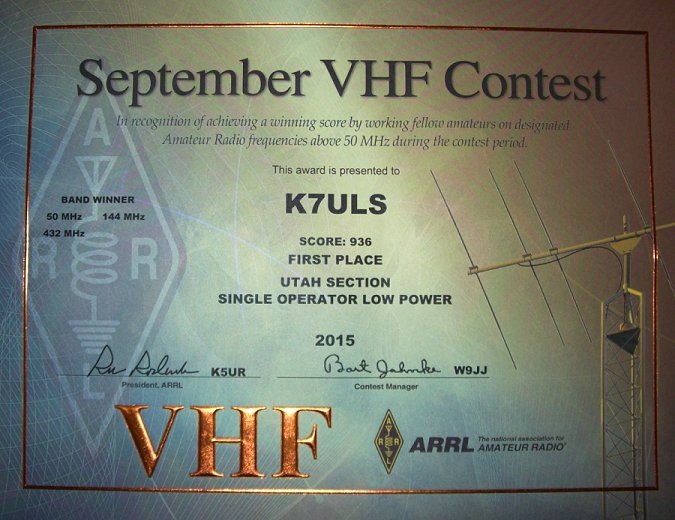 September VHF Contest
In recognition of achieving a winning score by working fellow amateurs on designated
Amateur Radio frequencies above 50 MHz during the contest period.
This award is presented to
K7ULS
BAND WINNER
50 MHz 144 MHz
432 MHz
SCORE: 936
FIRST PLACE
UTAH SECTION
SINGLE OPERATOR LOW POWER
2015
K5UR
President, ARRL
Bart Jahnke W9JJ
Contest Manager
VHF
ARRL The national association for
AMATEUR RADIO®
A
R R
L